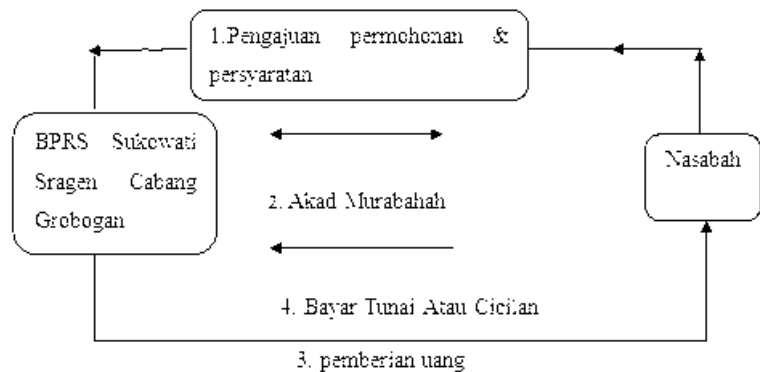 1.Pengajuan permohonan &
persyaratan
BPRS Sukowati
Sragen Cabang
Grobogan
Nasabah
2. Akad Murabahah
4. Bayar Tunai Atau Cicilan
3. pemberian uang